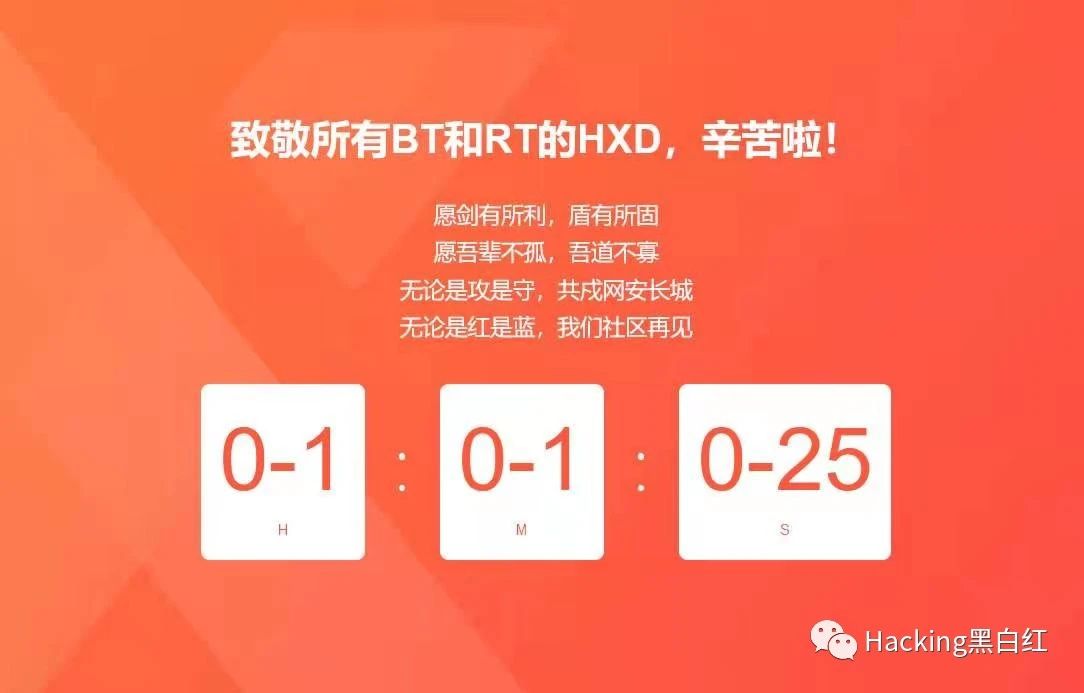 致敬所有BT和RT的HXD，辛苦啦！
愿剑有所利，盾有所固
愿吾辈不孤，吾道不寡
无论是攻是守，共戍网安长城
无论是红是蓝，我们社区再见
0-1 : 0-1 : 0-25
H M S
Hacking黑白红